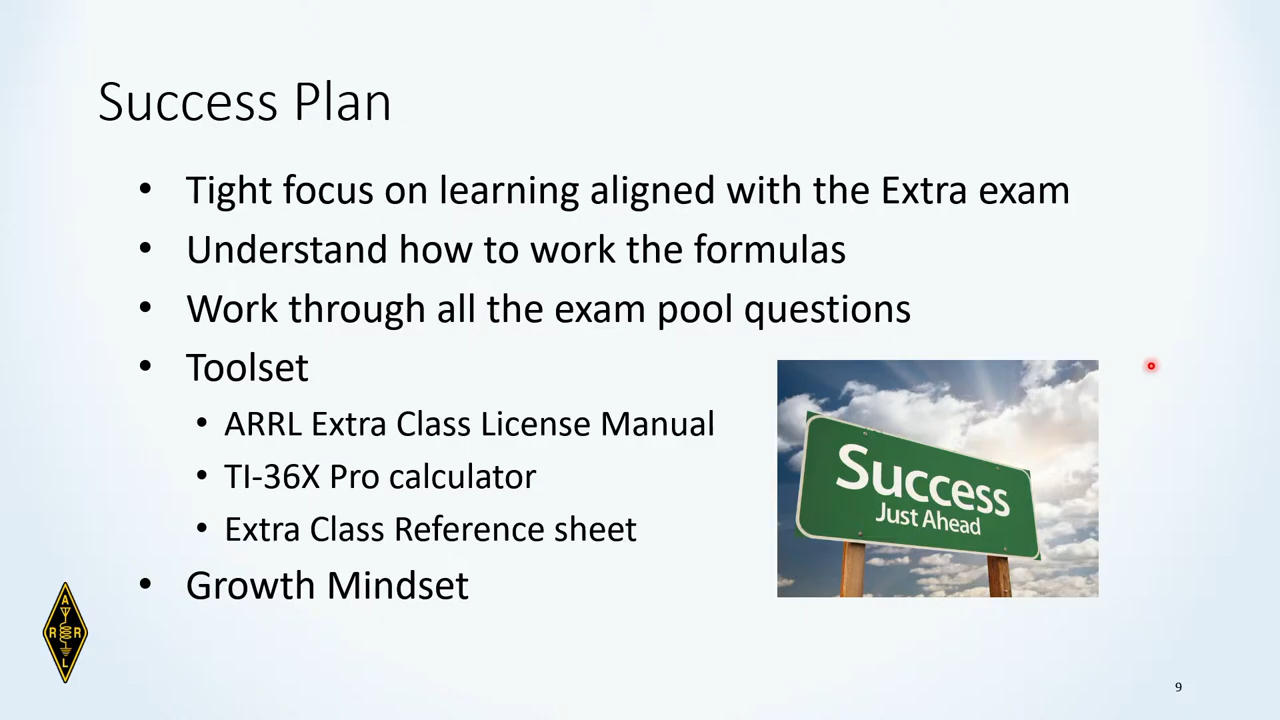 Success Plan
• Tight focus on learning aligned with the Extra exam
• Understand how to work the formulas
• Work through all the exam pool questions
• Toolset
• ARRL Extra Class License Manual
• TI-36X Pro calculator
• Extra Class Reference sheet
• Growth Mindset
Success
Just Ahead
A
R R
L
9